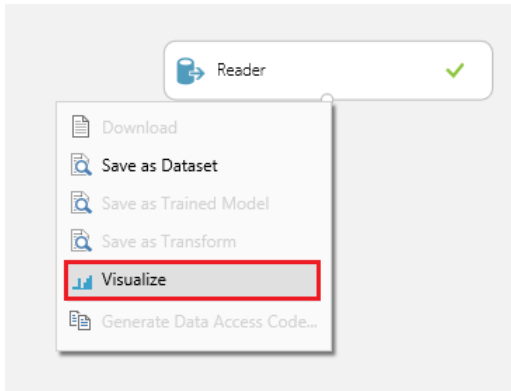 Reader
Download
Save as Dataset
Save as Trained Model
Save as Transform
Visualize
Generate Data Access Code...